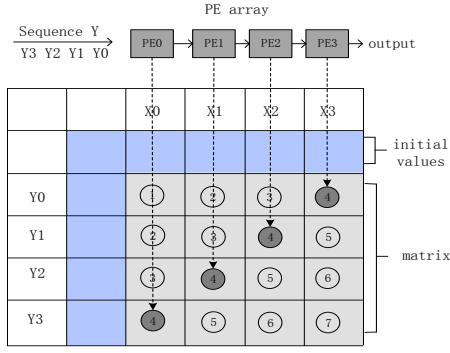 PE array
Sequence Y
Y3 Y2 Y1 Y0
PE0 PE1 PE2 PE3 output
X0 X1 X2 X3
initial
values
Y0 1 2 3 4
Y1 2 3 4 5
Y2 3 4 5 6
matrix
Y3 4 5 6 7